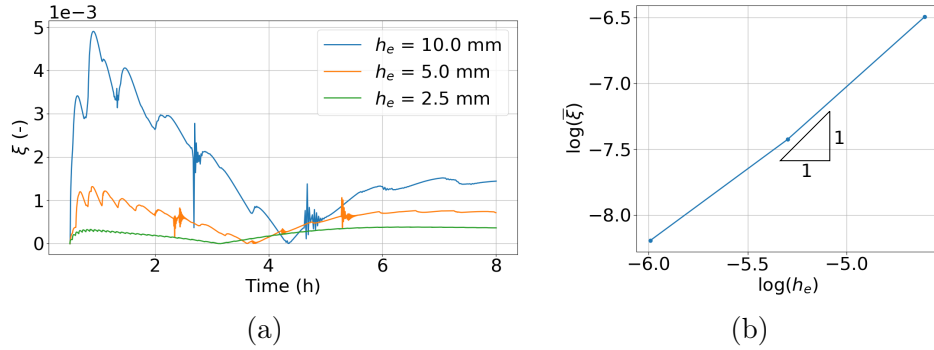 1e−3
5
4
3
2
1
0
ξ (-)
h_e = 10.0 mm
h_e = 5.0 mm
h_e = 2.5 mm
2 4 6 8
Time (h)
(a)
−6.5
−7.0
−7.5
−8.0
log(ξ̅)
1
1
−6.0 −5.5 −5.0
log(h_e)
(b)